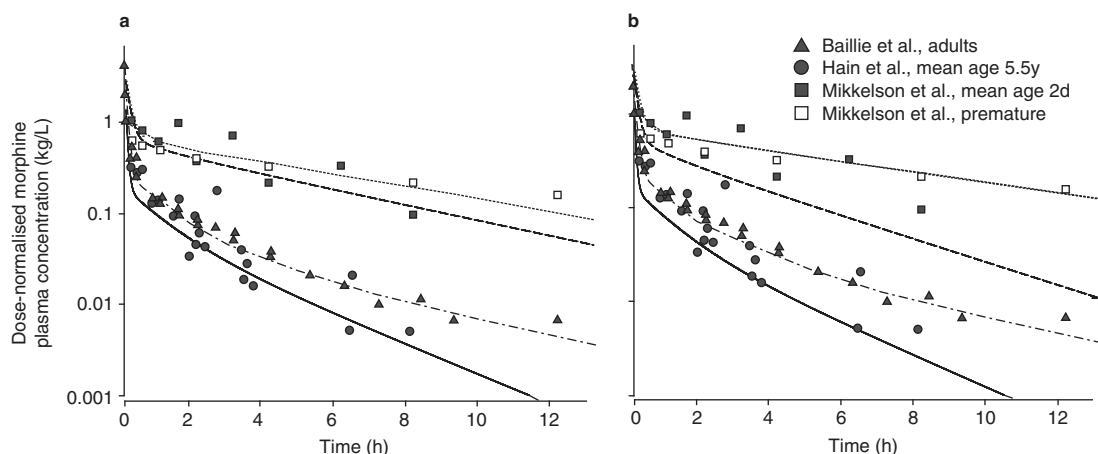 a
b
Baillie et al., adults
Hain et al., mean age 5.5y
Mikkelson et al., mean age 2d
Mikkelson et al., premature
Dose-normalised morphine
plasma concentration (kg/L)
1
0.1
0.01
0.001
0 2 4 6 8 10 12
Time (h)
0 2 4 6 8 10 12
Time (h)